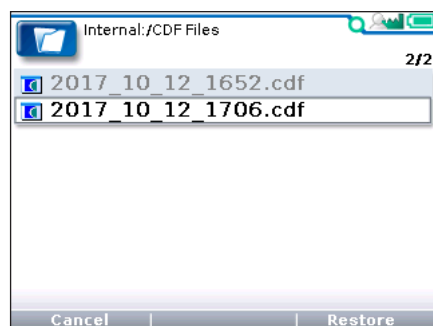 Internal:/CDF Files
2/2
2017_10_12_1652.cdf
2017_10_12_1706.cdf
Cancel | | Restore